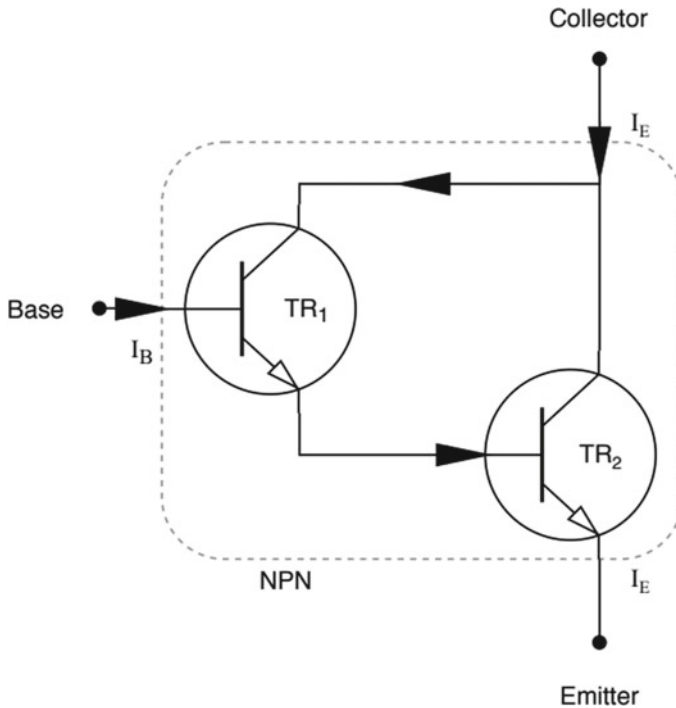 Collector
I_E
TR₁
Base
I_B
TR₂
NPN
I_E
Emitter